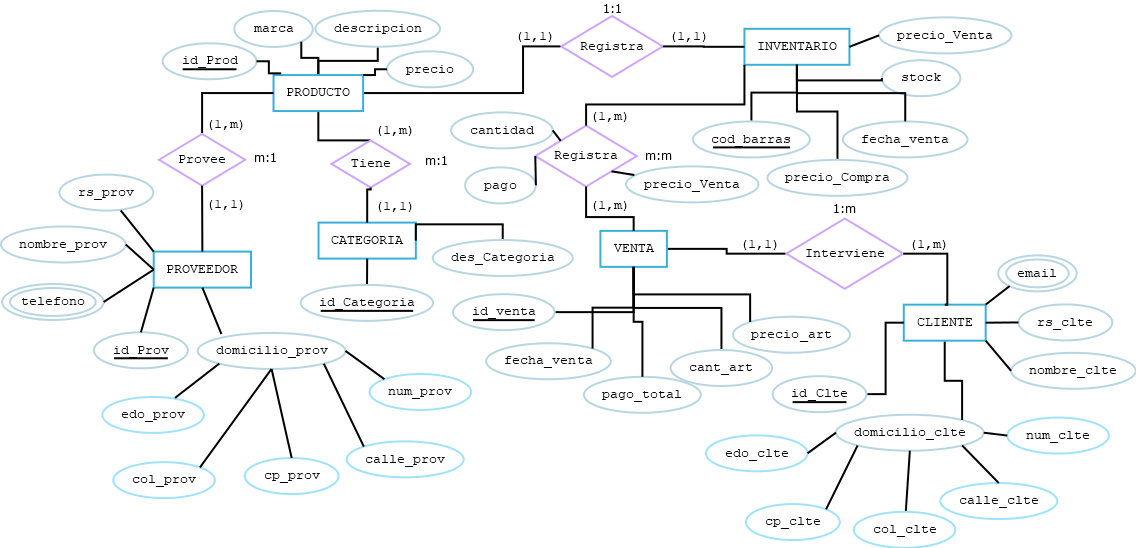 1:1
marca
descripcion
(1,1)
Registra
(1,1)
INVENTARIO
precio_Venta
id_Prod
precio
stock
PRODUCTO
(1,m)
(1,m)
(1,m)
cantidad
cod_barras
fecha_venta
Provee
m:1
Tiene
m:1
Registra
m:m
pago
precio_Venta
precio_Compra
rs_prov
(1,1)
(1,1)
(1,m)
1:m
nombre_prov
CATEGORIA
VENTA
(1,1)
Interviene
(1,m)
des_Categoria
PROVEEDOR
email
telefono
id_Categoria
id_venta
rs_clte
CLIENTE
precio_art
id_Prov
domicilio_prov
fecha_venta
cant_art
nombre_clte
num_prov
pago_total
id_Clte
edo_prov
domicilio_clte
num_clte
edo_clte
calle_prov
col_prov
cp_prov
calle_clte
cp_clte
col_clte